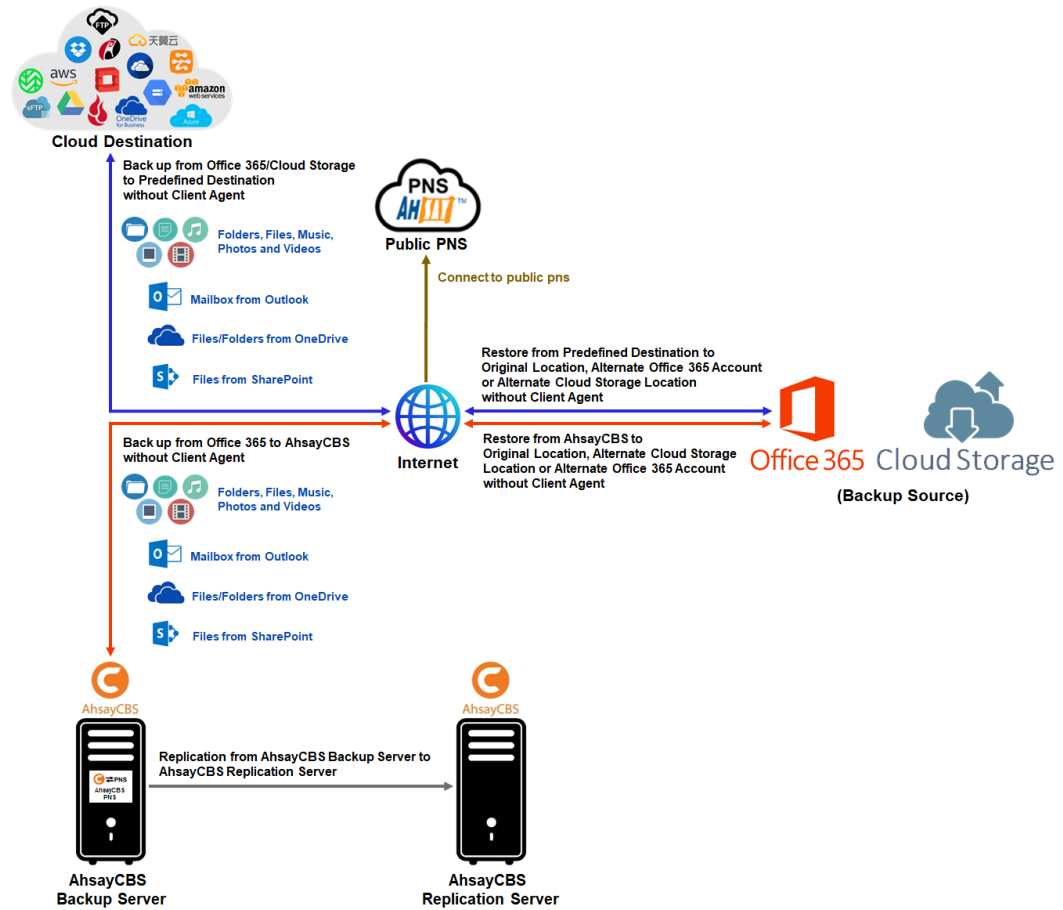 FTP
天翼云
aws
amazon
web services
sFTP
OneDrive
for Business
Azure
Cloud Destination
Back up from Office 365/Cloud Storage
to Predefined Destination
without Client Agent
Folders, Files, Music,
Photos and Videos
Mailbox from Outlook
Files/Folders from OneDrive
Files from SharePoint
PNS
AHSAY™
Public PNS
Connect to public pns
Restore from Predefined Destination to
Original Location, Alternate Office 365 Account
or Alternate Cloud Storage Location
without Client Agent
Internet
Restore from AhsayCBS to
Original Location, Alternate Cloud Storage
Location or Alternate Office 365 Account
without Client Agent
Office 365
Cloud Storage
(Backup Source)
Back up from Office 365 to AhsayCBS
without Client Agent
Folders, Files, Music,
Photos and Videos
Mailbox from Outlook
Files/Folders from OneDrive
Files from SharePoint
AhsayCBS
AhsayCBS
Replication from AhsayCBS Backup Server to
AhsayCBS Replication Server
PNS
AhsayCBS
PNS
AhsayCBS
Backup Server
AhsayCBS
Replication Server